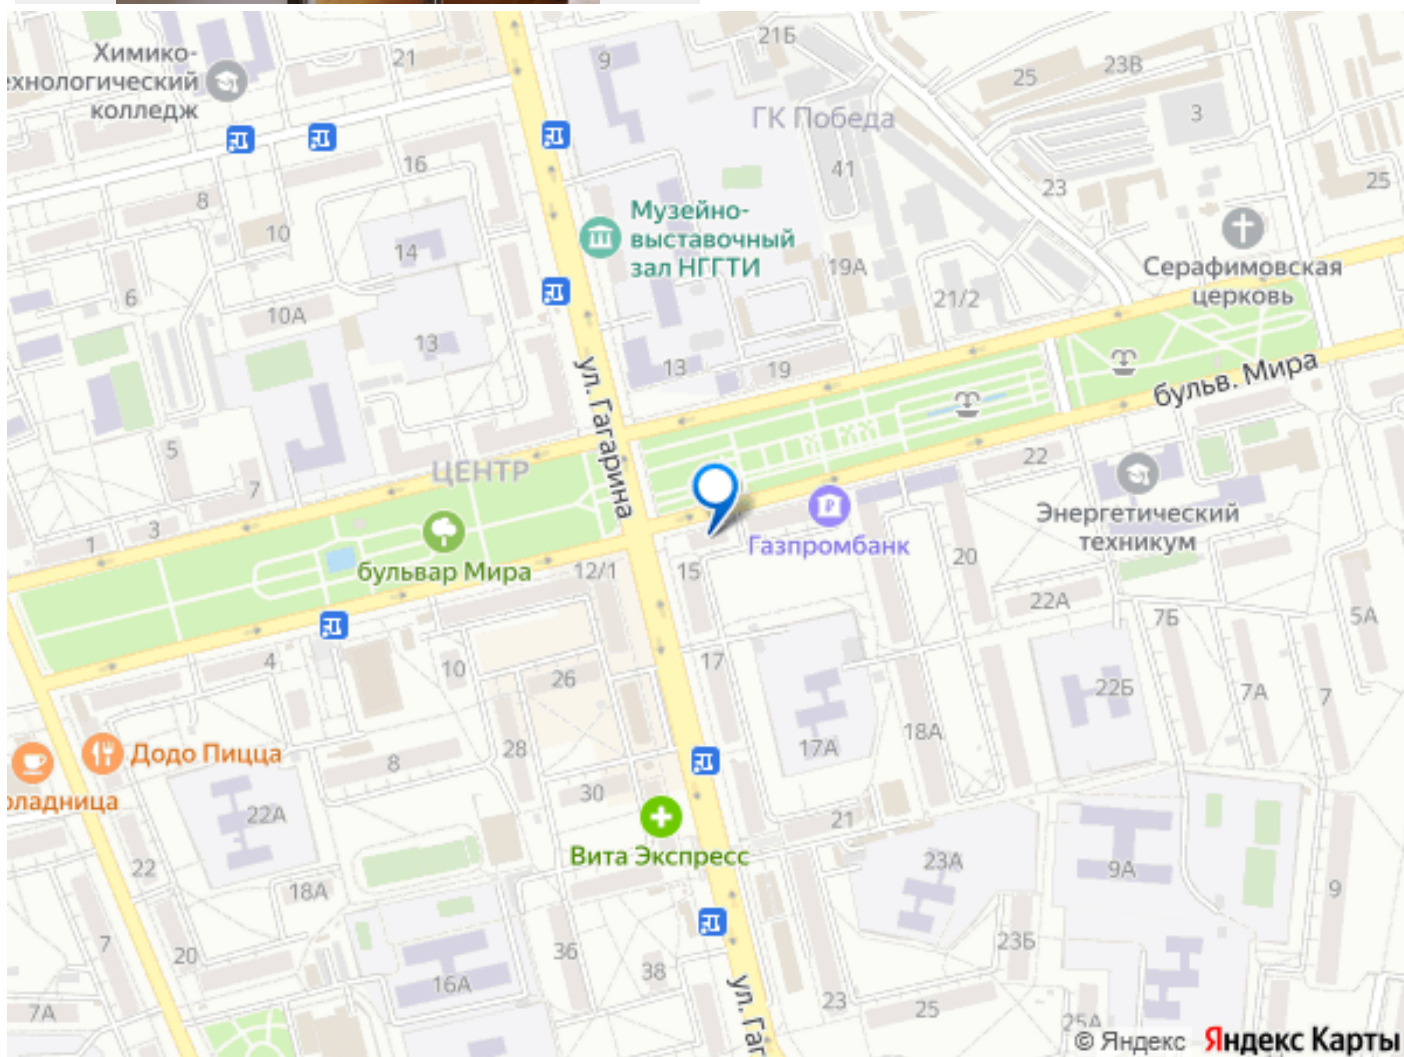 21Б
Химико-
ехнологический
колледж
21
9
25
23В
3
ГК Победа
16
41
23
25
8
10
14
Музейно-
выставочный
зал НГГТИ
19А
Серафимовская
церковь
6
10А
21/2
13
13
19
ул. Гагарина
бульв. Мира
5
7
ЦЕНТР
22
3
1
Энергетический
техникум
Газпромбанк
бульвар Мира
12/1
15
20
22А
7Б
5А
4
10
26
17
22Б
7А
7
28
17А
18А
Додо Пицца
8
оладница
22А
30
21
Вита Экспресс
23А
9А
22
18А
9
7
20
36
38
23Б
16А
7А
ул. Гаг
23
25
25А
© Яндекс Яндекс Карты